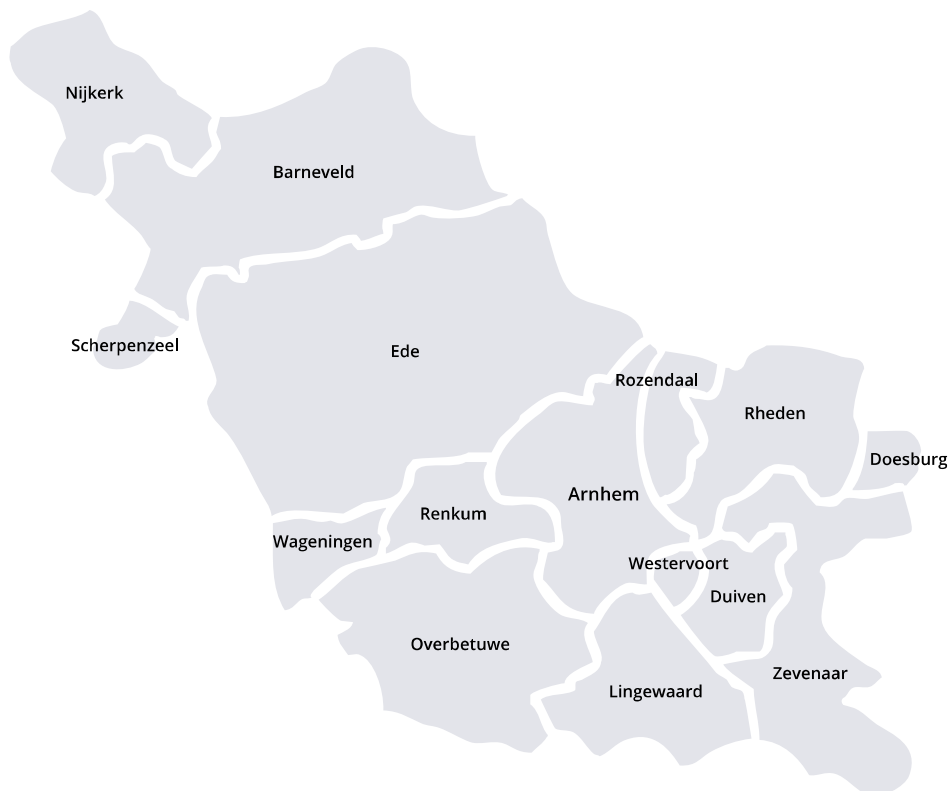 Nijkerk
Barneveld
Scherpenzeel
Ede
Rozendaal
Rheden
Doesburg
Arnhem
Renkum
Wageningen
Westervoort
Duiven
Overbetuwe
Zevenaar
Lingewaard